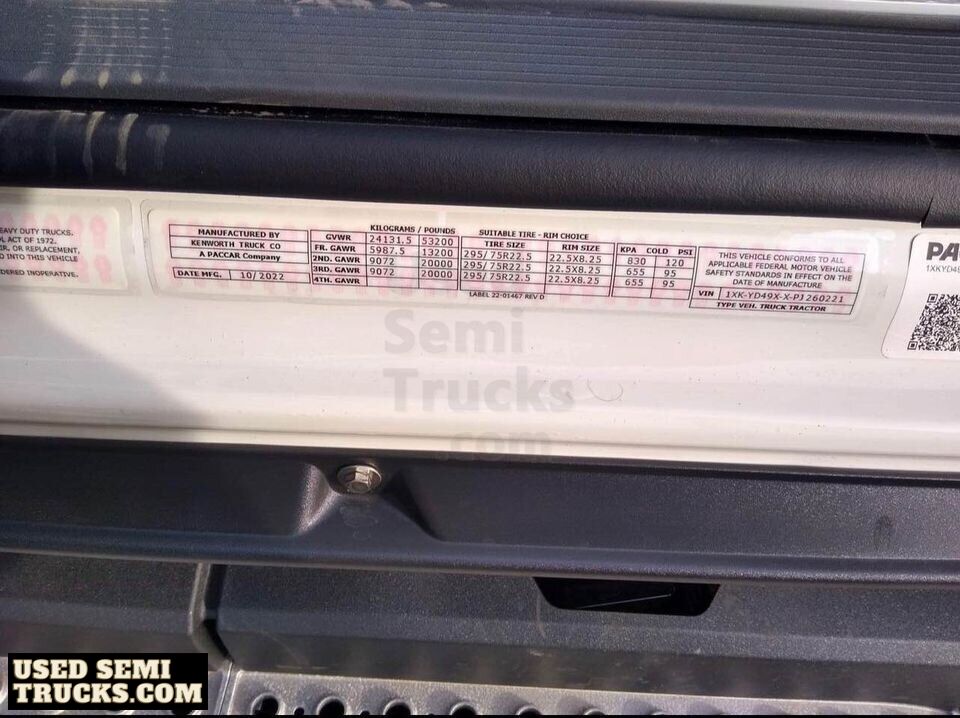 EAVY DUTY TRUCKS.
OL ACT OF 1972.
IR. OR REPLACEMENT,
D INTO THIS VEHICLE
DERED INOPERATIVE.
MANUFACTURED BY
KENWORTH TRUCK CO
A PACCAR Company
DATE MFG. 10/2022
KILOGRAMS / POUNDS
GVWR 24131.5 53200
FR. GAWR 5987.5 13200
2ND. GAWR 9072 20000
3RD. GAWR 9072 20000
4TH. GAWR
SUITABLE TIRE - RIM CHOICE
TIRE SIZE RIM SIZE KPA COLD PSI
295/75R22.5 22.5X8.25 830 120
295/75R22.5 22.5X8.25 655 95
295/75R22.5 22.5X8.25 655 95
LABEL 22-01467 REV D
THIS VEHICLE CONFORMS TO ALL
APPLICABLE FEDERAL MOTOR VEHICLE
SAFETY STANDARDS IN EFFECT ON THE
DATE OF MANUFACTURE
VIN 1XK-YD49X-X-PJ260221
TYPE VEH. TRUCK TRACTOR
PA
1XKYD49
Semi
Trucks
.com
USED SEMI
TRUCKS.COM